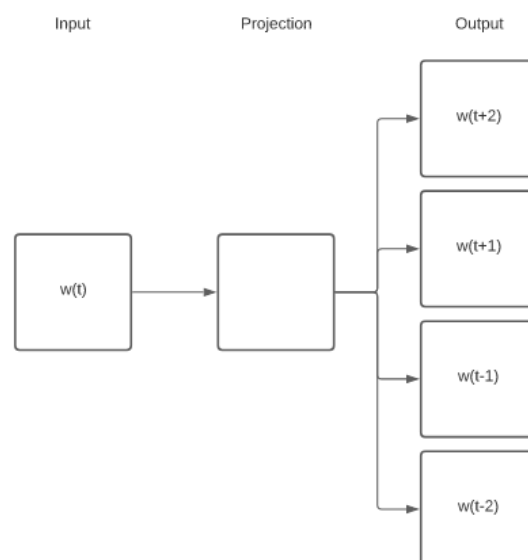 Input
Projection
Output
w(t+2)
w(t+1)
w(t)
w(t-1)
w(t-2)